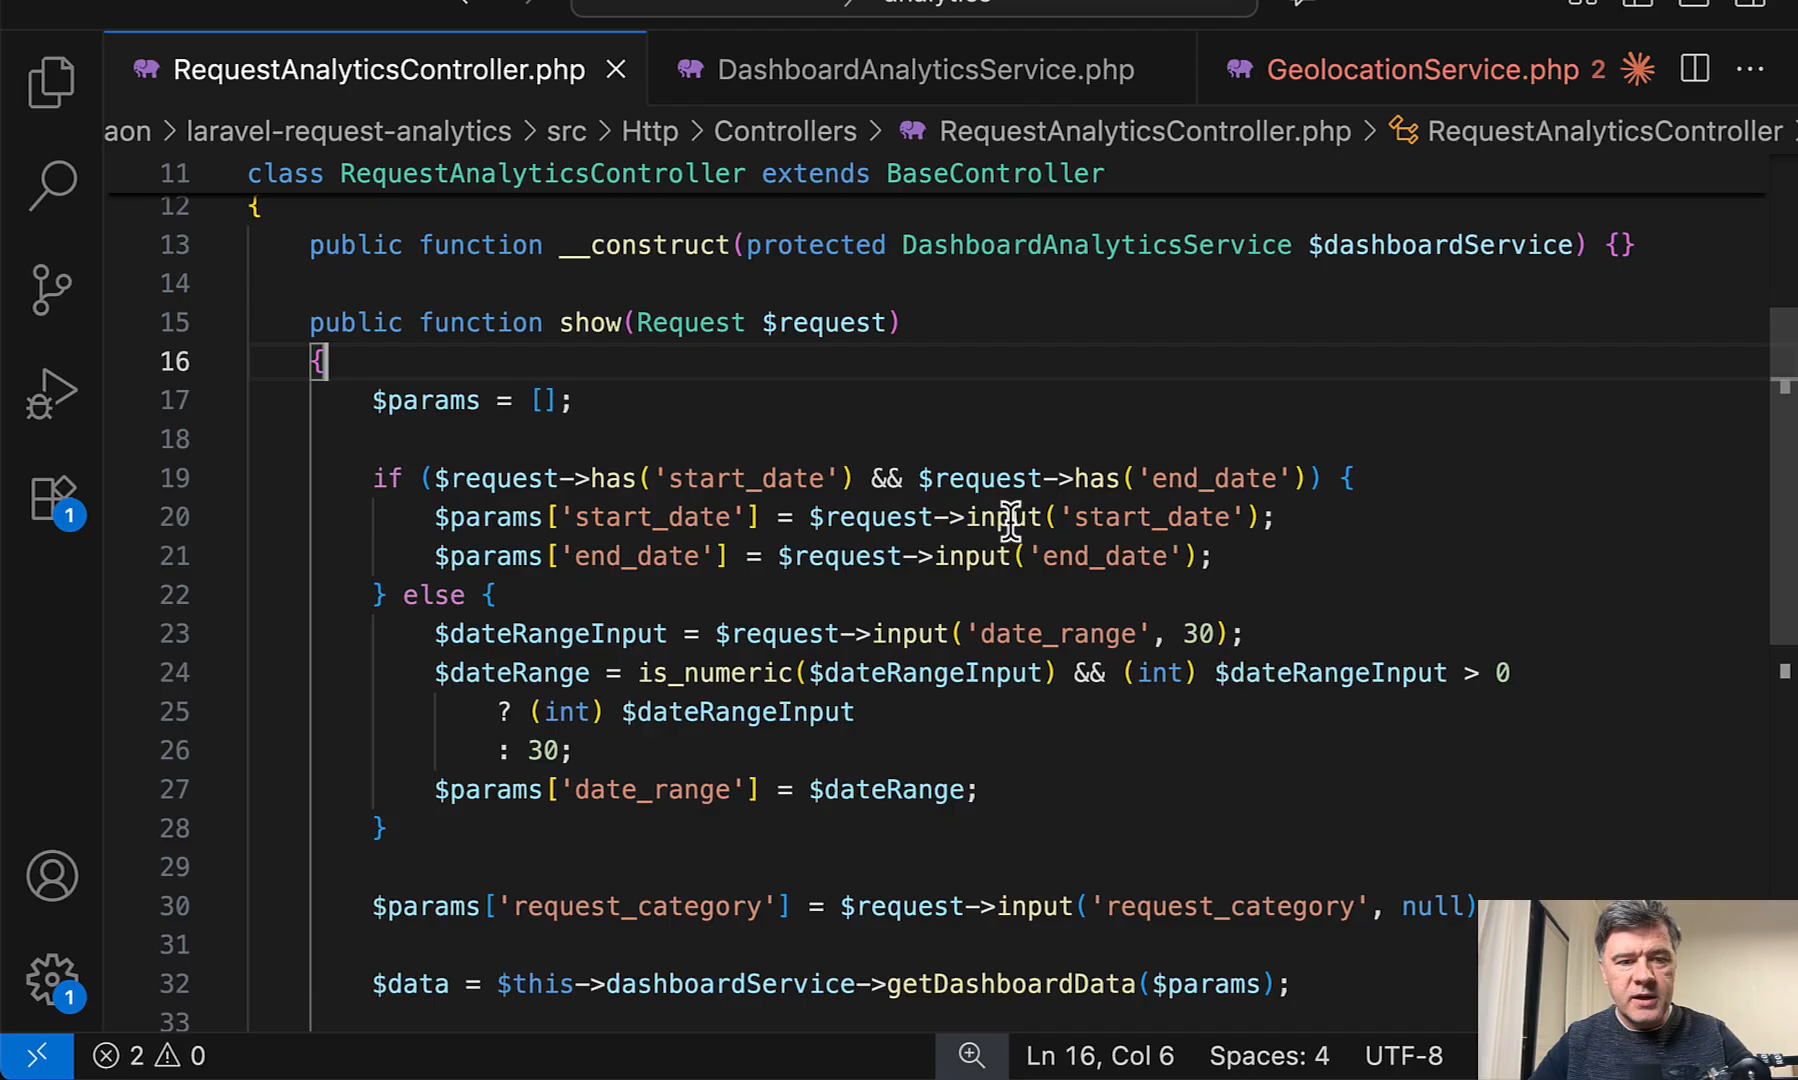 analytics
RequestAnalyticsController.php
DashboardAnalyticsService.php
GeolocationService.php 2
aon > laravel-request-analytics > src > Http > Controllers > RequestAnalyticsController.php > RequestAnalyticsController
11 class RequestAnalyticsController extends BaseController
12 {
13 public function __construct(protected DashboardAnalyticsService $dashboardService) {}
14
15 public function show(Request $request)
16 {
17 $params = [];
18
19 if ($request->has('start_date') && $request->has('end_date')) {
20 $params['start_date'] = $request->input('start_date');
21 $params['end_date'] = $request->input('end_date');
22 } else {
23 $dateRangeInput = $request->input('date_range', 30);
24 $dateRange = is_numeric($dateRangeInput) && (int) $dateRangeInput > 0
25 ? (int) $dateRangeInput
26 : 30;
27 $params['date_range'] = $dateRange;
28 }
29
30 $params['request_category'] = $request->input('request_category', null)
31
32 $data = $this->dashboardService->getDashboardData($params);
33
1
1
2 0
Ln 16, Col 6
Spaces: 4
UTF-8